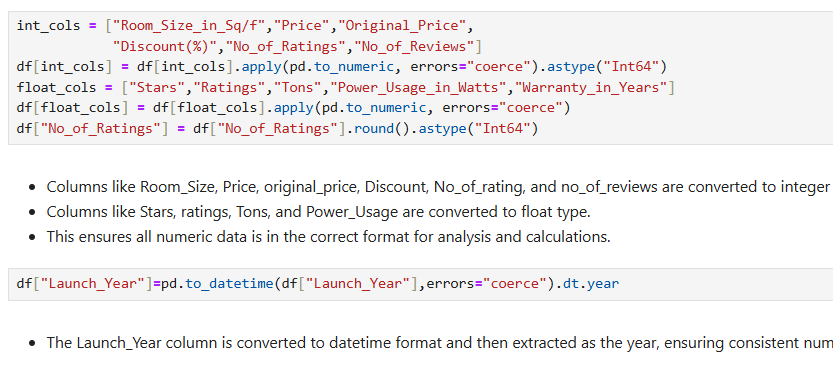 int_cols = ["Room_Size_in_Sq/f","Price","Original_Price",
"Discount(%)","No_of_Ratings","No_of_Reviews"]
df[int_cols] = df[int_cols].apply(pd.to_numeric, errors="coerce").astype("Int64")
float_cols = ["Stars","Ratings","Tons","Power_Usage_in_Watts","Warranty_in_Years"]
df[float_cols] = df[float_cols].apply(pd.to_numeric, errors="coerce")
df["No_of_Ratings"] = df["No_of_Ratings"].round().astype("Int64")
• Columns like Room_Size, Price, original_price, Discount, No_of_rating, and no_of_reviews are converted to integer
• Columns like Stars, ratings, Tons, and Power_Usage are converted to float type.
• This ensures all numeric data is in the correct format for analysis and calculations.
df["Launch_Year"]=pd.to_datetime(df["Launch_Year"],errors="coerce").dt.year
• The Launch_Year column is converted to datetime format and then extracted as the year, ensuring consistent num